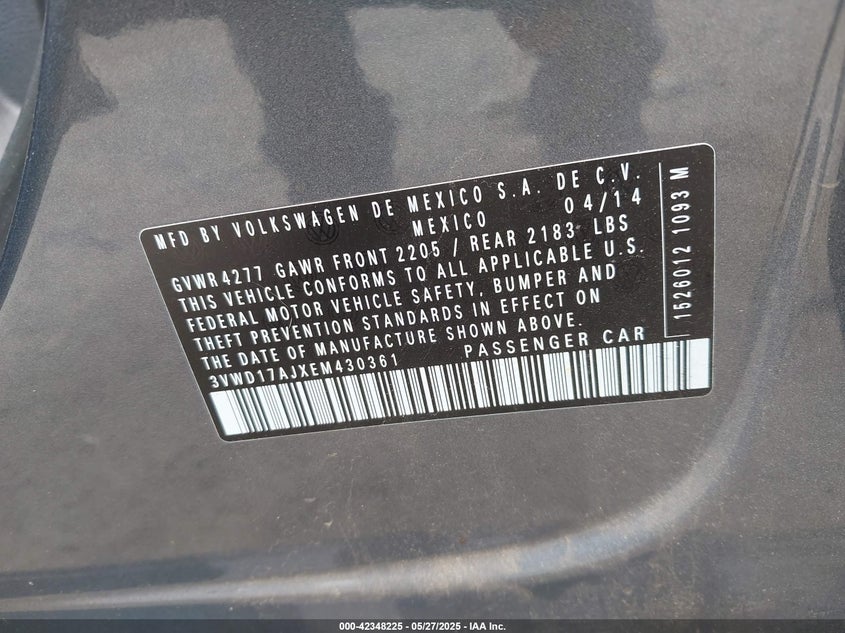 MFD BY VOLKSWAGEN DE MEXICO S.A. DE C.V.
MEXICO 04/14
GVWR 4277 GAWR FRONT 2205 / REAR 2183 LBS
THIS VEHICLE CONFORMS TO ALL APPLICABLE U.S.
FEDERAL MOTOR VEHICLE SAFETY, BUMPER AND
THEFT PREVENTION STANDARDS IN EFFECT ON
THE DATE OF MANUFACTURE SHOWN ABOVE.
3VWD17AJXEM430361 PASSENGER CAR
1526012 1093 M
000-42348225 - 05/27/2025 - IAA Inc.